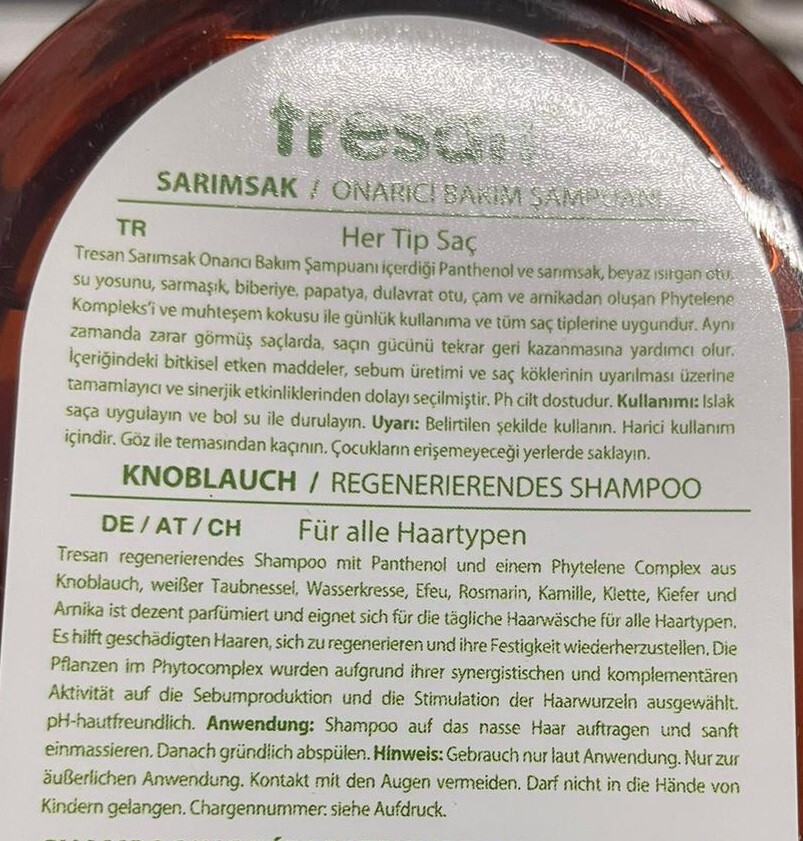 tresan
SARIMSAK / ONARICI BAKIM ŞAMPUANI
TR Her Tip Saç
Tresan Sarımsak Onarıcı Bakım Şampuanı içerdiği Panthenol ve sarımsak, beyaz ısırgan otu,
su yosunu, sarmaşık, biberiye, papatya, dulavrat otu, çam ve arnikadan oluşan Phytelene
Kompleks'i ve muhteşem kokusu ile günlük kullanıma ve tüm saç tiplerine uygundur. Aynı
zamanda zarar görmüş saçlarda, saçın gücünü tekrar geri kazanmasına yardımcı olur.
İçeriğindeki bitkisel etken maddeler, sebum üretimi ve saç köklerinin uyarılması üzerine
tamamlayıcı ve sinerjik etkinliklerinden dolayı seçilmiştir. Ph cilt dostudur. Kullanımı: Islak
saça uygulayın ve bol su ile durulayın. Uyarı: Belirtilen şekilde kullanın. Harici kullanım
içindir. Göz ile temasından kaçının. Çocukların erişemeyeceği yerlerde saklayın.
KNOBLAUCH / REGENERIERENDES SHAMPOO
DE / AT / CH Für alle Haartypen
Tresan regenerierendes Shampoo mit Panthenol und einem Phytelene Complex aus
Knoblauch, weißer Taubnessel, Wasserkresse, Efeu, Rosmarin, Kamille, Klette, Kiefer und
Arnika ist dezent parfümiert und eignet sich für die tägliche Haarwäsche für alle Haartypen.
Es hilft geschädigten Haaren, sich zu regenerieren und ihre Festigkeit wiederherzustellen. Die
Pflanzen im Phytocomplex wurden aufgrund ihrer synergistischen und komplementären
Aktivität auf die Sebumproduktion und die Stimulation der Haarwurzeln ausgewählt.
pH-hautfreundlich. Anwendung: Shampoo auf das nasse Haar auftragen und sanft
einmassieren. Danach gründlich abspülen. Hinweis: Gebrauch nur laut Anwendung. Nur zur
äußerlichen Anwendung. Kontakt mit den Augen vermeiden. Darf nicht in die Hände von
Kindern gelangen. Chargennummer: siehe Aufdruck.